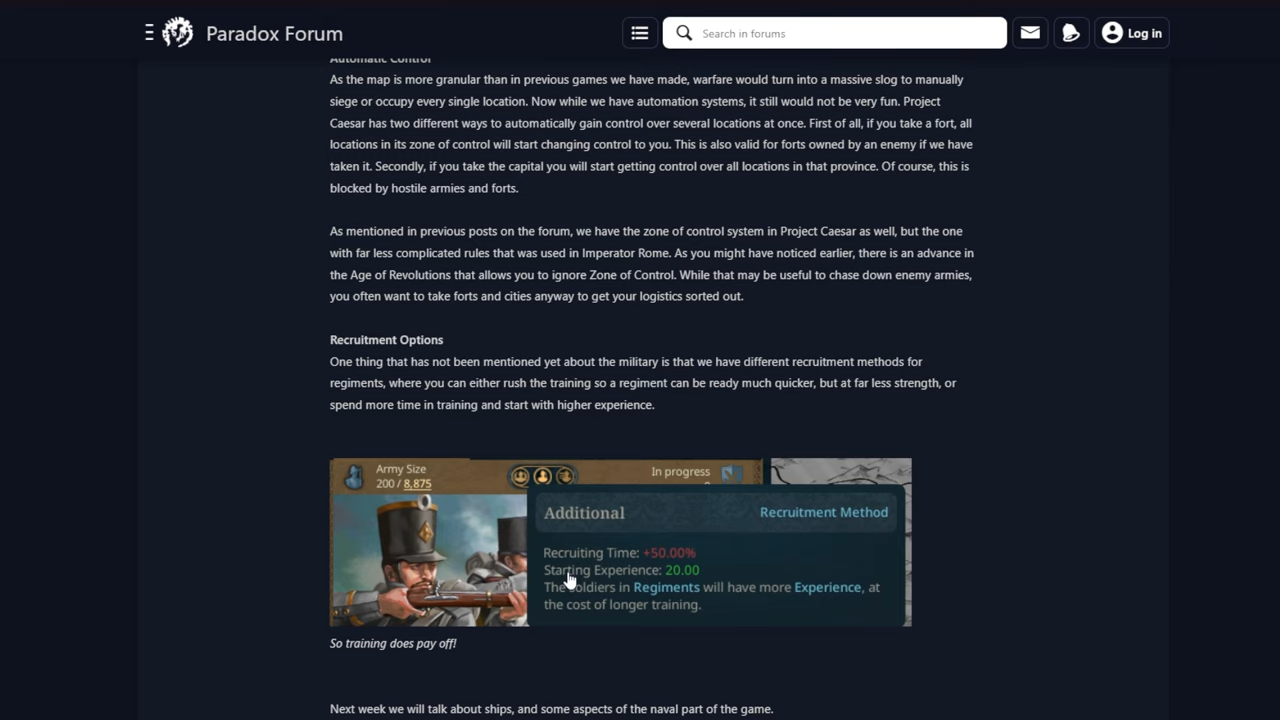 Paradox Forum
Search in forums
Log in
Automatic Control
As the map is more granular than in previous games we have made, warfare would turn into a massive slog to manually
siege or occupy every single location. Now while we have automation systems, it still would not be very fun. Project
Caesar has two different ways to automatically gain control over several locations at once. First of all, if you take a fort, all
locations in its zone of control will start changing control to you. This is also valid for forts owned by an enemy if we have
taken it. Secondly, if you take the capital you will start getting control over all locations in that province. Of course, this is
blocked by hostile armies and forts.
As mentioned in previous posts on the forum, we have the zone of control system in Project Caesar as well, but the one
with far less complicated rules that was used in Imperator Rome. As you might have noticed earlier, there is an advance in
the Age of Revolutions that allows you to ignore Zone of Control. While that may be useful to chase down enemy armies,
you often want to take forts and cities anyway to get your logistics sorted out.
Recruitment Options
One thing that has not been mentioned yet about the military is that we have different recruitment methods for
regiments, where you can either rush the training so a regiment can be ready much quicker, but at far less strength, or
spend more time in training and start with higher experience.
Army Size
200 / 8,875
In progress
Additional
Recruitment Method
Recruiting Time: +50.00%
Starting Experience: 20.00
The soldiers in Regiments will have more Experience, at
the cost of longer training.
So training does pay off!
Next week we will talk about ships, and some aspects of the naval part of the game.